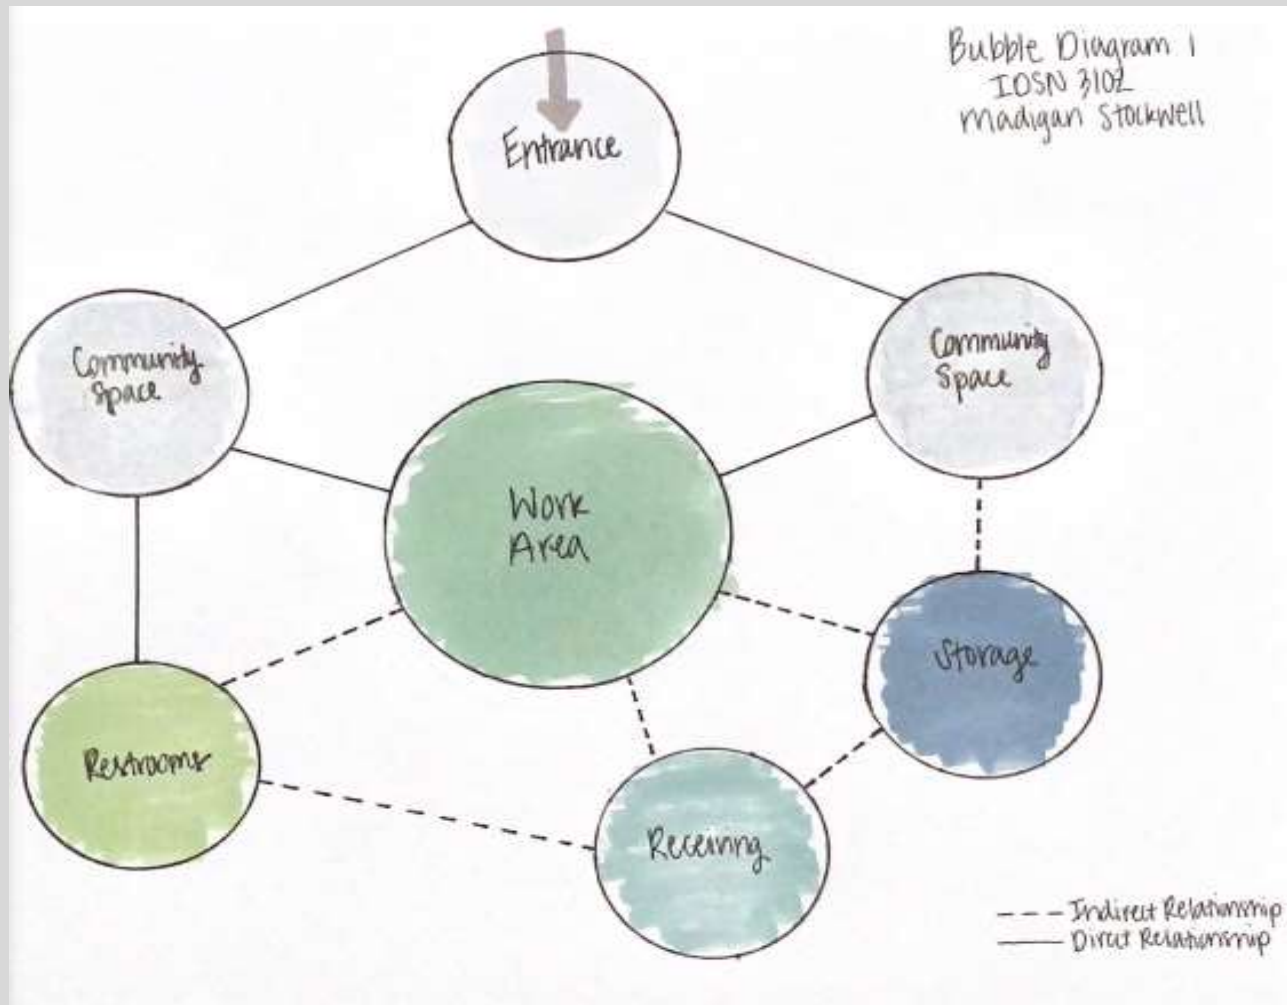 Bubble Diagram 1
IDSN 3102
Madigan Stockwell
Entrance
Community
Space
Community
Space
Work
Area
Storage
Restrooms
Receiving
Indirect Relationship
Direct Relationship